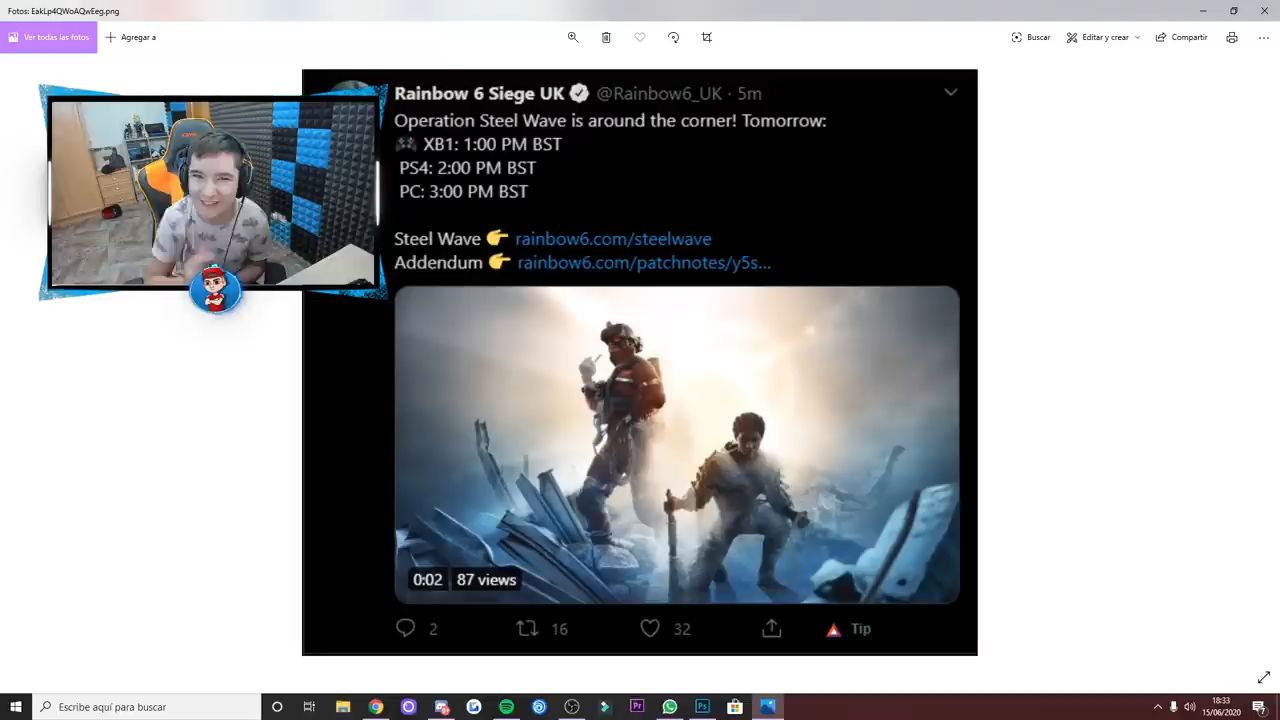 Fotos: EakLp4QWoAQwEeg.png
Ver todas las fotos
Agregar a
Buscar
Editar y crear
Compartir
Rainbow 6 Siege UK @Rainbow6_UK · 5m
Operation Steel Wave is around the corner! Tomorrow:
XB1: 1:00 PM BST
PS4: 2:00 PM BST
PC: 3:00 PM BST
Steel Wave 👉 rainbow6.com/steelwave
Addendum 👉 rainbow6.com/patchnotes/y5s...
0:02 87 views
2 16 32 Tip
Escribe aquí para buscar
Pr
Ps
18:33
15/06/2020